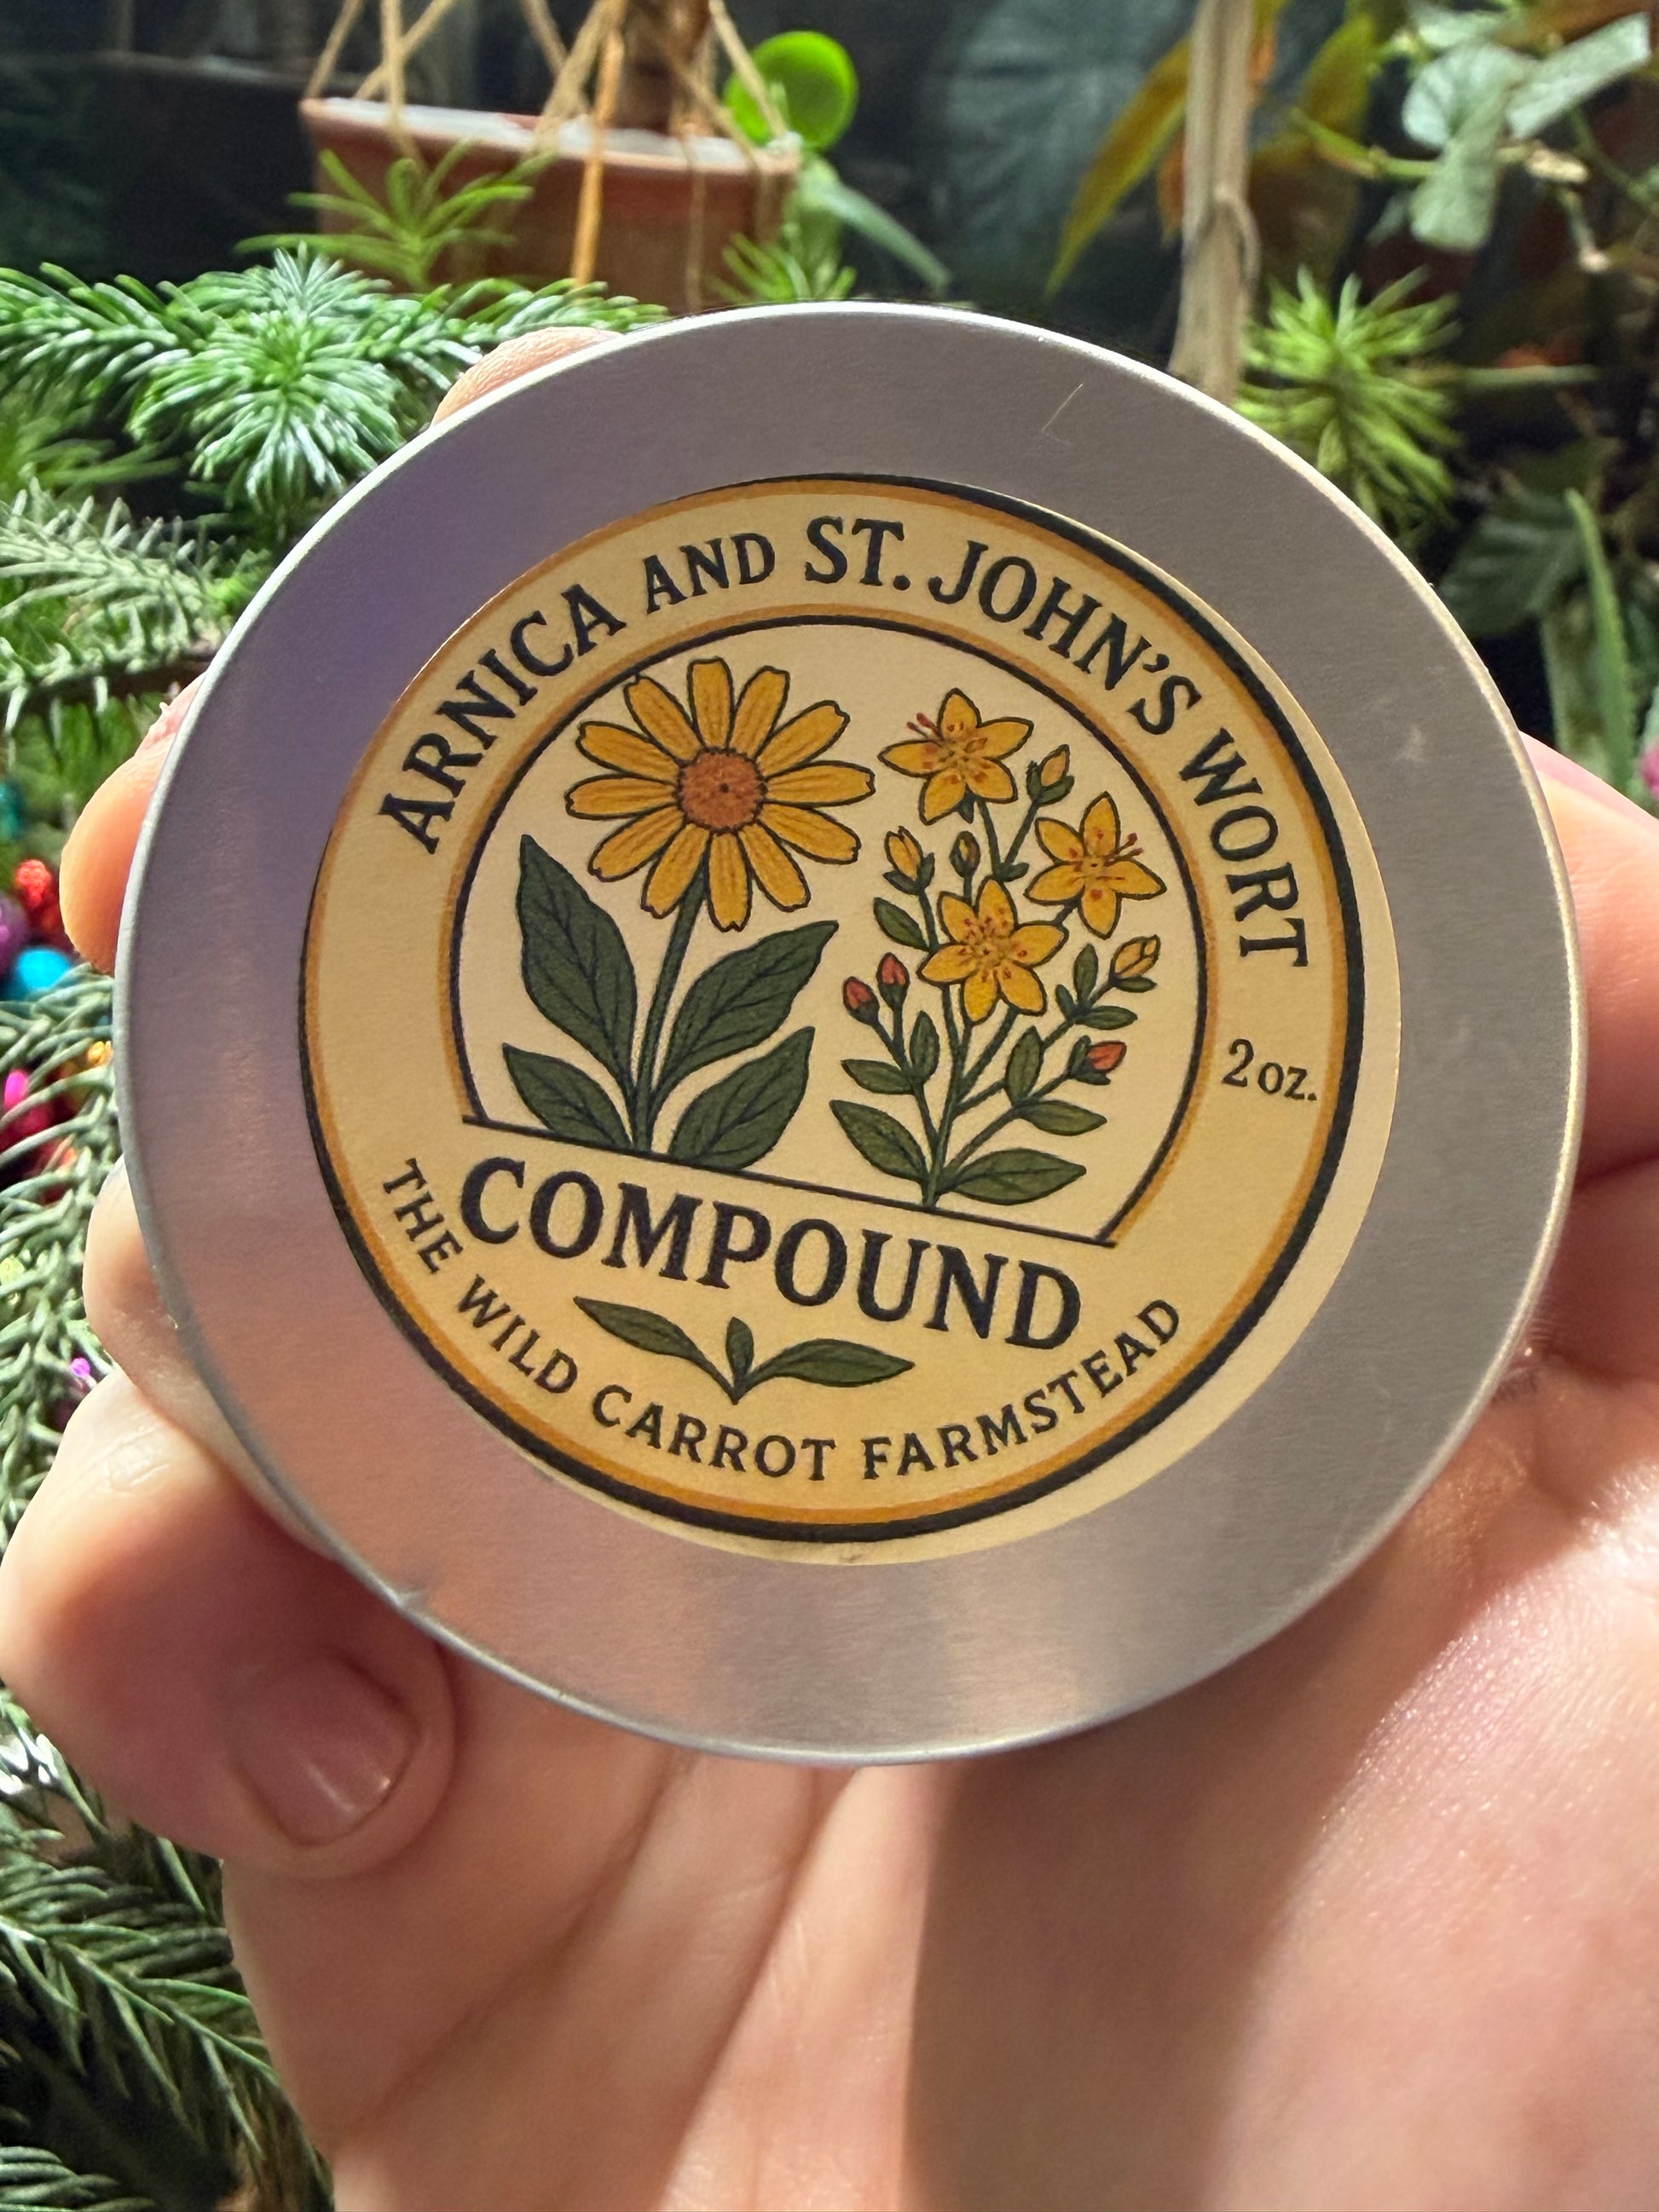 ARNICA AND ST. JOHN'S WORT
2 oz.
COMPOUND
THE WILD CARROT FARMSTEAD